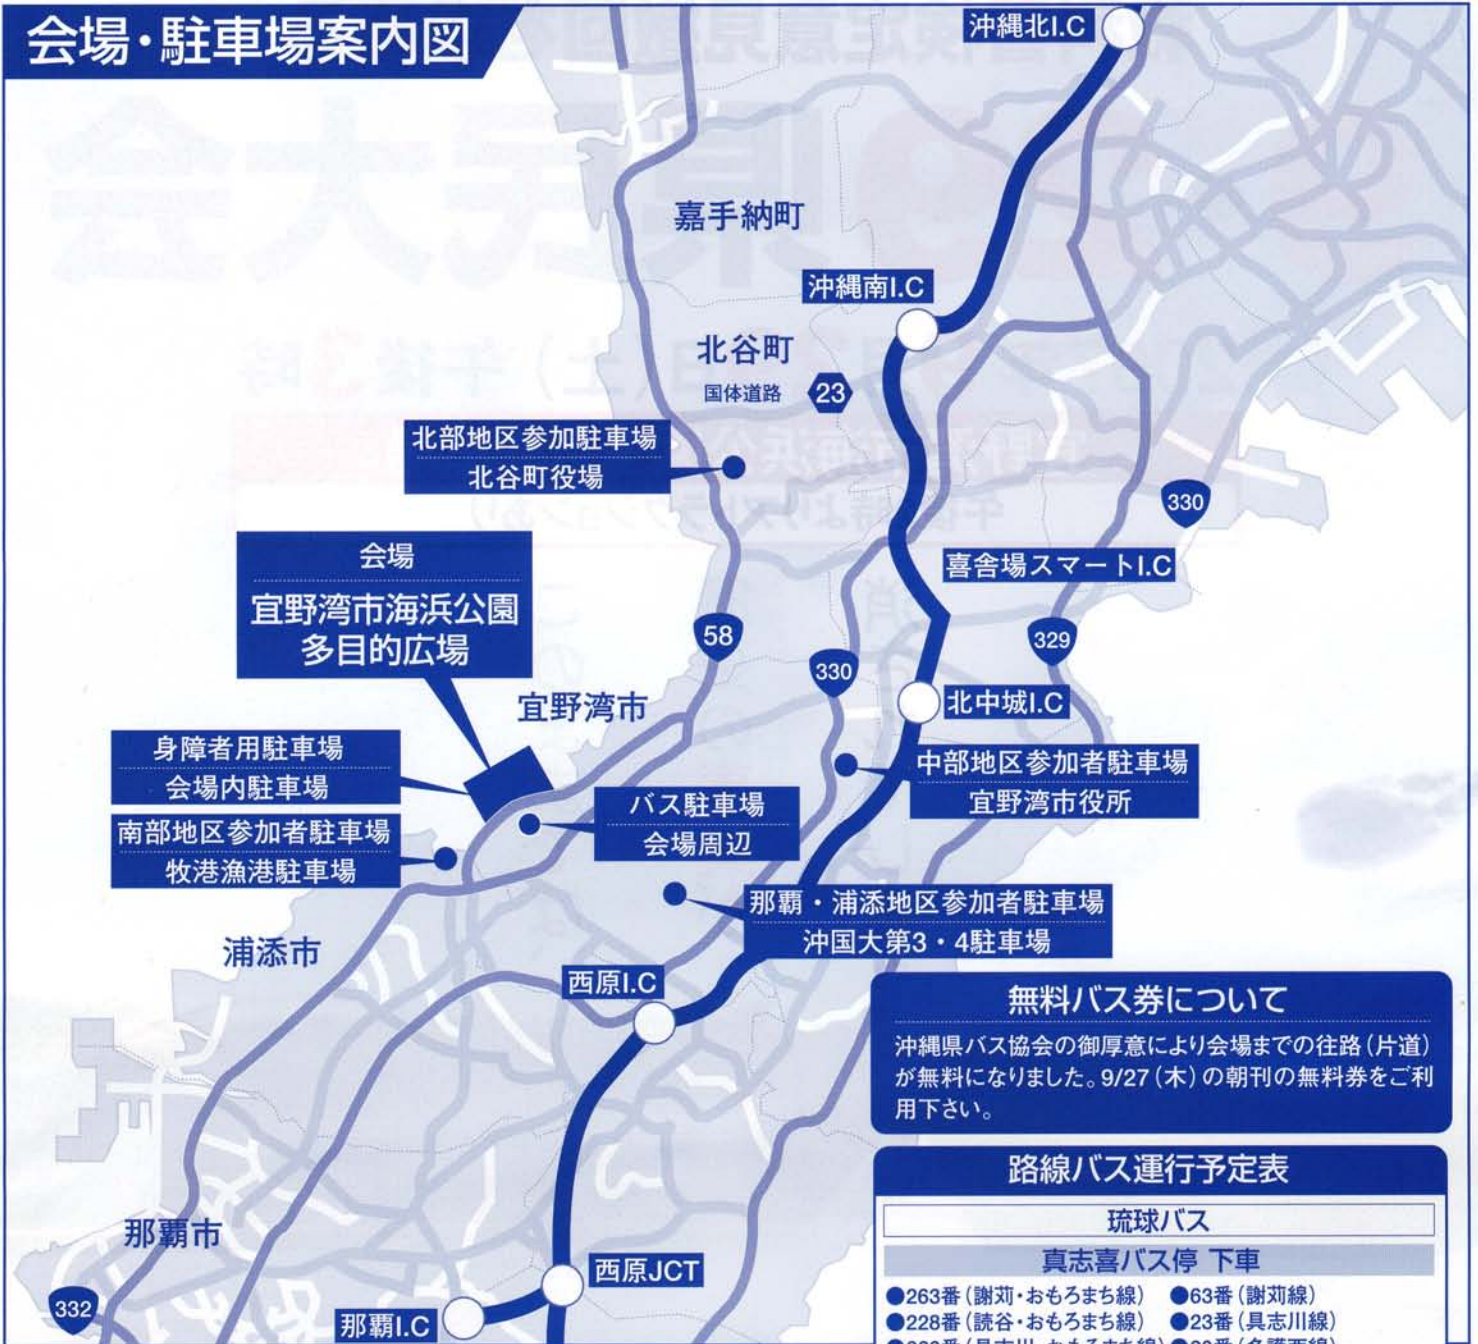 会場・駐車場案内図
沖縄北I.C
嘉手納町
沖縄南I.C
北谷町
国体道路
23
北部地区参加駐車場
北谷町役場
330
会場
宜野湾市海浜公園
多目的広場
喜舎場スマートI.C
58
329
330
宜野湾市
北中城I.C
身障者用駐車場
会場内駐車場
中部地区参加者駐車場
宜野湾市役所
バス駐車場
会場周辺
南部地区参加者駐車場
牧港漁港駐車場
那覇・浦添地区参加者駐車場
沖国大第3・4駐車場
浦添市
西原I.C
無料バス券について
沖縄県バス協会の御厚意により会場までの往路(片道)
が無料になりました。9/27(木)の朝刊の無料券をご利
用下さい。
路線バス運行予定表
琉球バス
真志喜バス停 下車
●263番(謝苅・おもろまち線) ●63番(謝苅線)
●228番(読谷・おもろまち線) ●23番(具志川線)
那覇市
西原JCT
332
那覇I.C